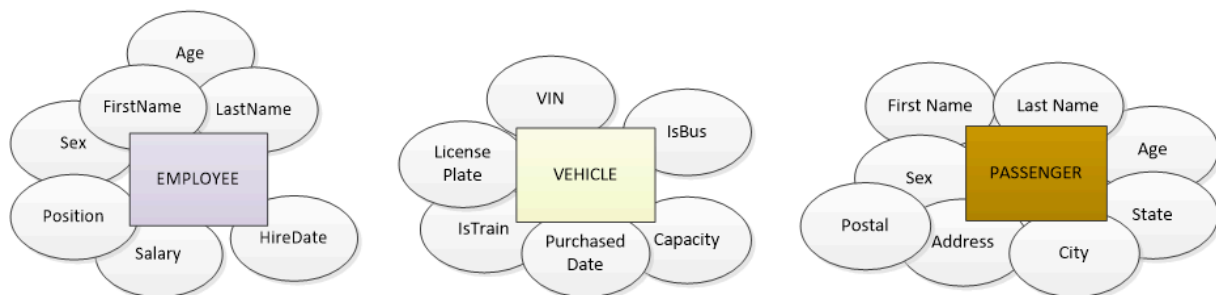 Age
FirstName
LastName
Sex
EMPLOYEE
Position
HireDate
Salary
VIN
IsBus
License
Plate
VEHICLE
IsTrain
Purchased
Date
Capacity
First Name
Last Name
Age
Sex
PASSENGER
Postal
Address
City
State